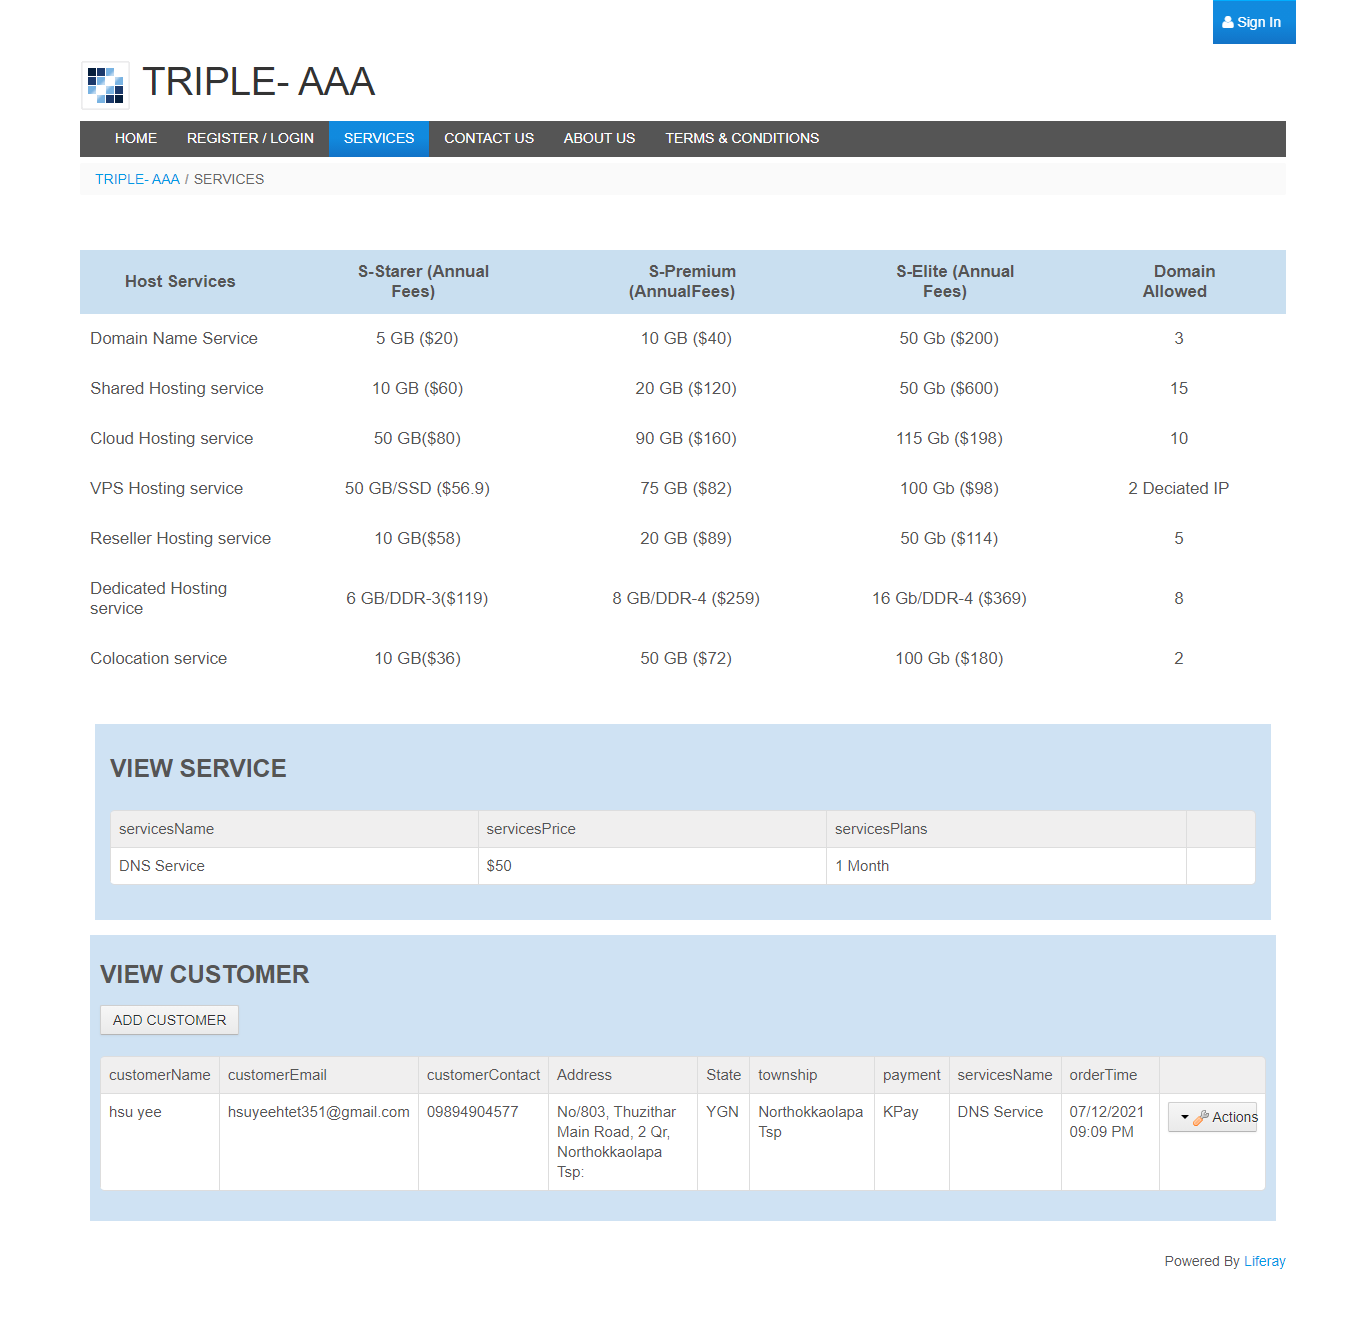 Sign In
TRIPLE- AAA
HOME REGISTER / LOGIN SERVICES CONTACT US ABOUT US TERMS & CONDITIONS
TRIPLE- AAA / SERVICES
Host Services S-Starer (Annual Fees) S-Premium (AnnualFees) S-Elite (Annual Fees) Domain Allowed
Domain Name Service 5 GB ($20) 10 GB ($40) 50 Gb ($200) 3
Shared Hosting service 10 GB ($60) 20 GB ($120) 50 Gb ($600) 15
Cloud Hosting service 50 GB($80) 90 GB ($160) 115 Gb ($198) 10
VPS Hosting service 50 GB/SSD ($56.9) 75 GB ($82) 100 Gb ($98) 2 Deciated IP
Reseller Hosting service 10 GB($58) 20 GB ($89) 50 Gb ($114) 5
Dedicated Hosting service 6 GB/DDR-3($119) 8 GB/DDR-4 ($259) 16 Gb/DDR-4 ($369) 8
Colocation service 10 GB($36) 50 GB ($72) 100 Gb ($180) 2
VIEW SERVICE
servicesName servicesPrice servicesPlans
DNS Service $50 1 Month
VIEW CUSTOMER
ADD CUSTOMER
customerName customerEmail customerContact Address State township payment servicesName orderTime
hsu yee hsuyeehtet351@gmail.com 09894904577 No/803, Thuzithar Main Road, 2 Qr, Northokkaolapa Tsp: YGN Northokkaolapa Tsp KPay DNS Service 07/12/2021 09:09 PM Actions
Powered By Liferay